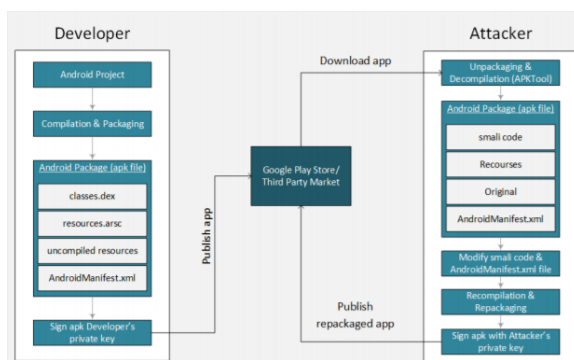 Developer
Android Project
Compilation & Packaging
Android Package (apk file)
classes.dex
resources.arsc
uncompiled resources
AndroidManifest.xml
Sign apk Developer's
private key
Publish app
Download app
Google Play Store/
Third Party Market
Publish
repackaged app
Attacker
Unpackaging &
Decompilation (APKTool)
Android Package (apk file)
smali code
Recourses
Original
AndroidManifest.xml
Modify smali code &
AndroidManifest.xml file
Recompilation &
Repackaging
Sign apk with Attacker's
private key